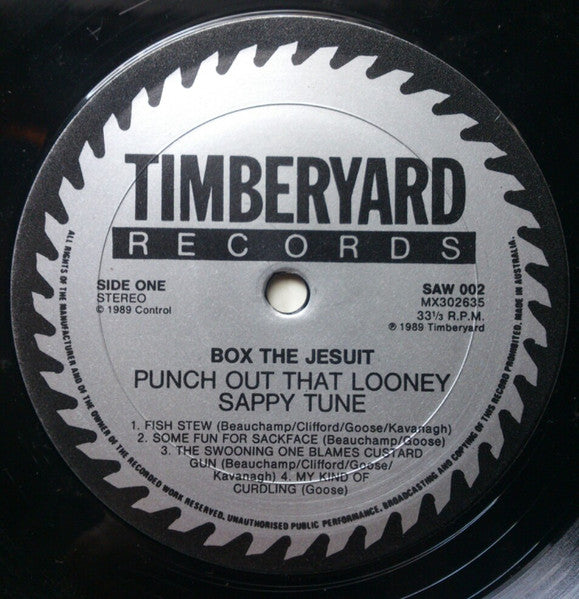 TIMBERYARD
RECORDS
SIDE ONE
STEREO
© 1989 Control
SAW 002
MX302635
33⅓ R.P.M.
℗ 1989 Timberyard
BOX THE JESUIT
PUNCH OUT THAT LOONEY
SAPPY TUNE
1. FISH STEW (Beauchamp/Clifford/Goose/Kavanagh)
2. SOME FUN FOR SACKFACE (Beauchamp/Goose)
3. THE SWOONING ONE BLAMES CUSTARD
GUN (Beauchamp/Clifford/Goose/
Kavanagh) 4. MY KIND OF
CURDLING (Goose)
ALL RIGHTS OF THE MANUFACTURER AND OF THE OWNER OF THE RECORDED WORK RESERVED. UNAUTHORISED PUBLIC PERFORMANCE, BROADCASTING AND COPYING OF THIS RECORD PROHIBITED. MADE IN AUSTRALIA.